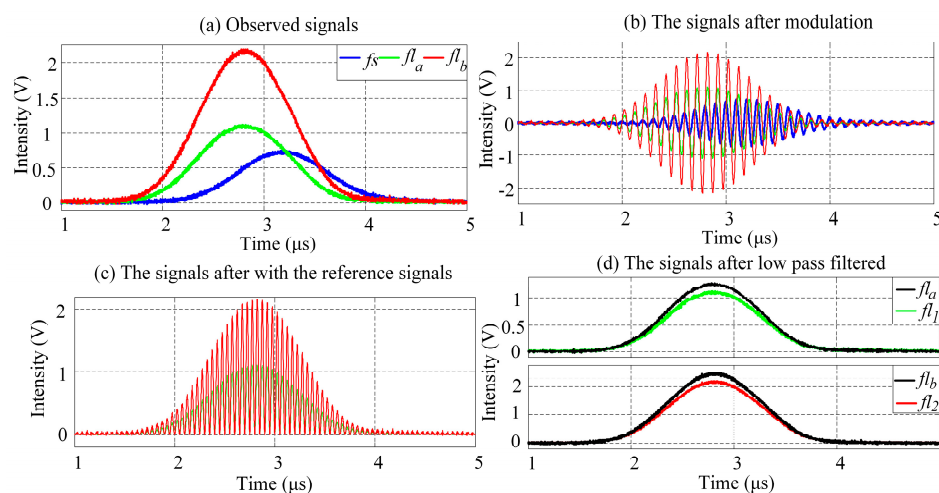 (a) Observed signals
Intensity (V)
2
1.5
1
0.5
0
fs fl_a fl_b
1 2 3 4 5
Time (μs)
(b) The signals after modulation
Intensity (V)
2
1
0
-1
-2
1 2 3 4 5
Time (μs)
(c) The signals after with the reference signals
Intensity (V)
2
1
0
1 2 3 4 5
Time (μs)
(d) The signals after low pass filtered
Intensity (V)
1
0.5
0
fl_a
fl_1
2
1
0
fl_b
fl_2
1 2 3 4 5
Time (μs)